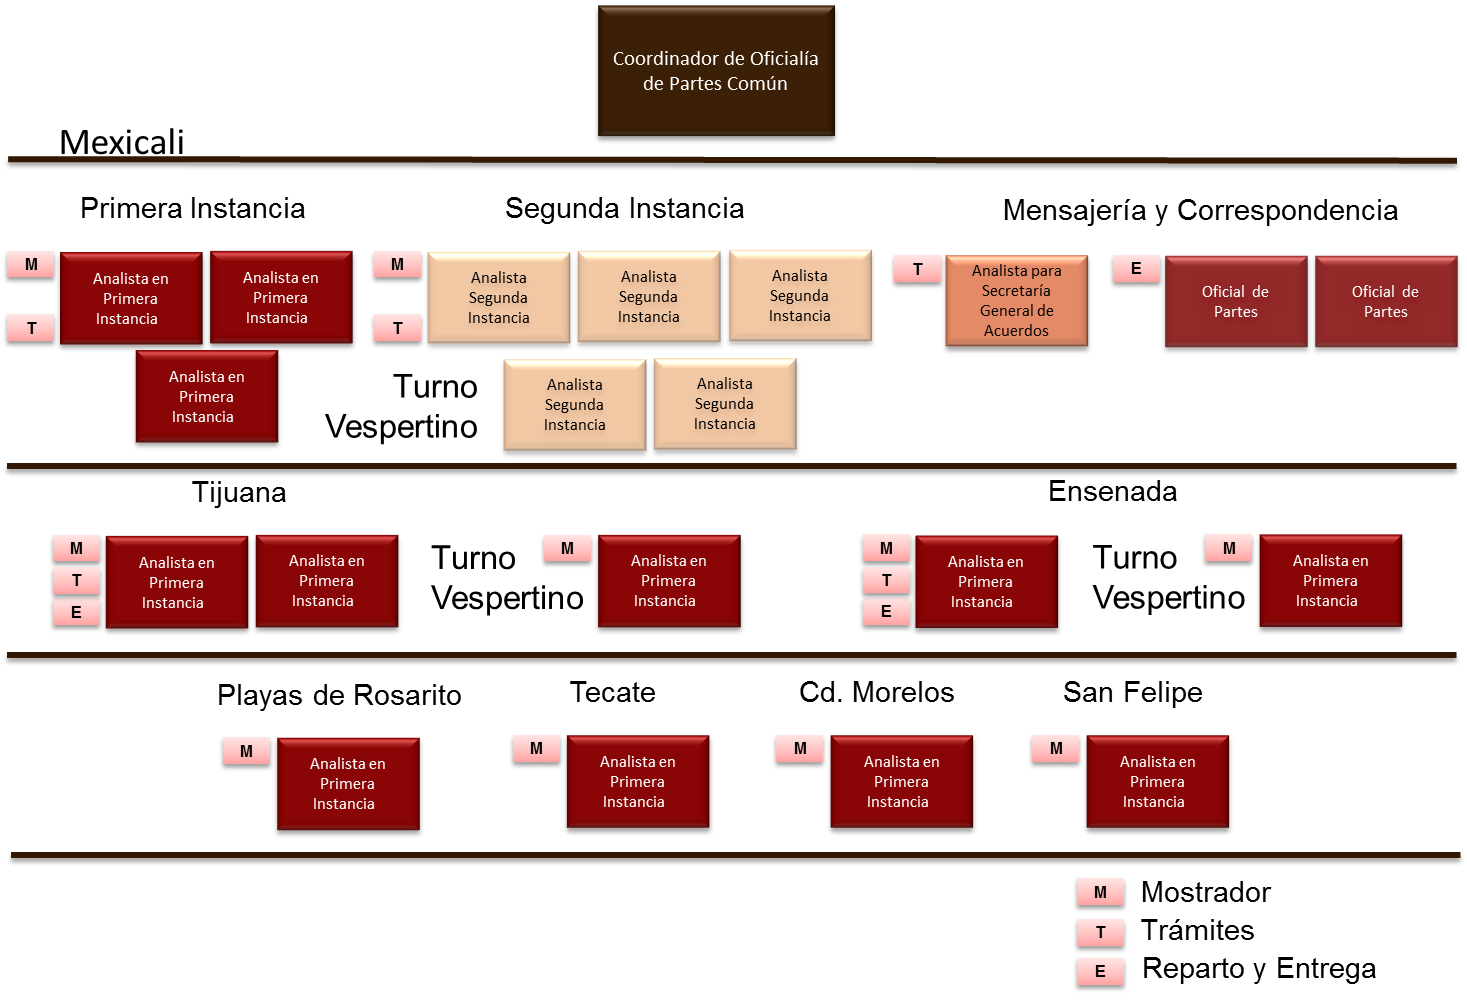 Coordinador de Oficialía
de Partes Común
Mexicali
Primera Instancia
Segunda Instancia
Mensajería y Correspondencia
M
T
Analista en
Primera
Instancia
Analista en
Primera
Instancia
Analista en
Primera
Instancia
M
T
Analista
Segunda
Instancia
Analista
Segunda
Instancia
Analista
Segunda
Instancia
Turno
Vespertino
Analista
Segunda
Instancia
Analista
Segunda
Instancia
T
Analista para
Secretaría
General de
Acuerdos
E
Oficial de
Partes
Oficial de
Partes
Tijuana
M
T
E
Analista en
Primera
Instancia
Analista en
Primera
Instancia
Turno
Vespertino
M
Analista en
Primera
Instancia
Ensenada
M
T
E
Analista en
Primera
Instancia
Turno
Vespertino
M
Analista en
Primera
Instancia
Playas de Rosarito
M
Analista en
Primera
Instancia
Tecate
M
Analista en
Primera
Instancia
Cd. Morelos
M
Analista en
Primera
Instancia
San Felipe
M
Analista en
Primera
Instancia
M Mostrador
T Trámites
E Reparto y Entrega